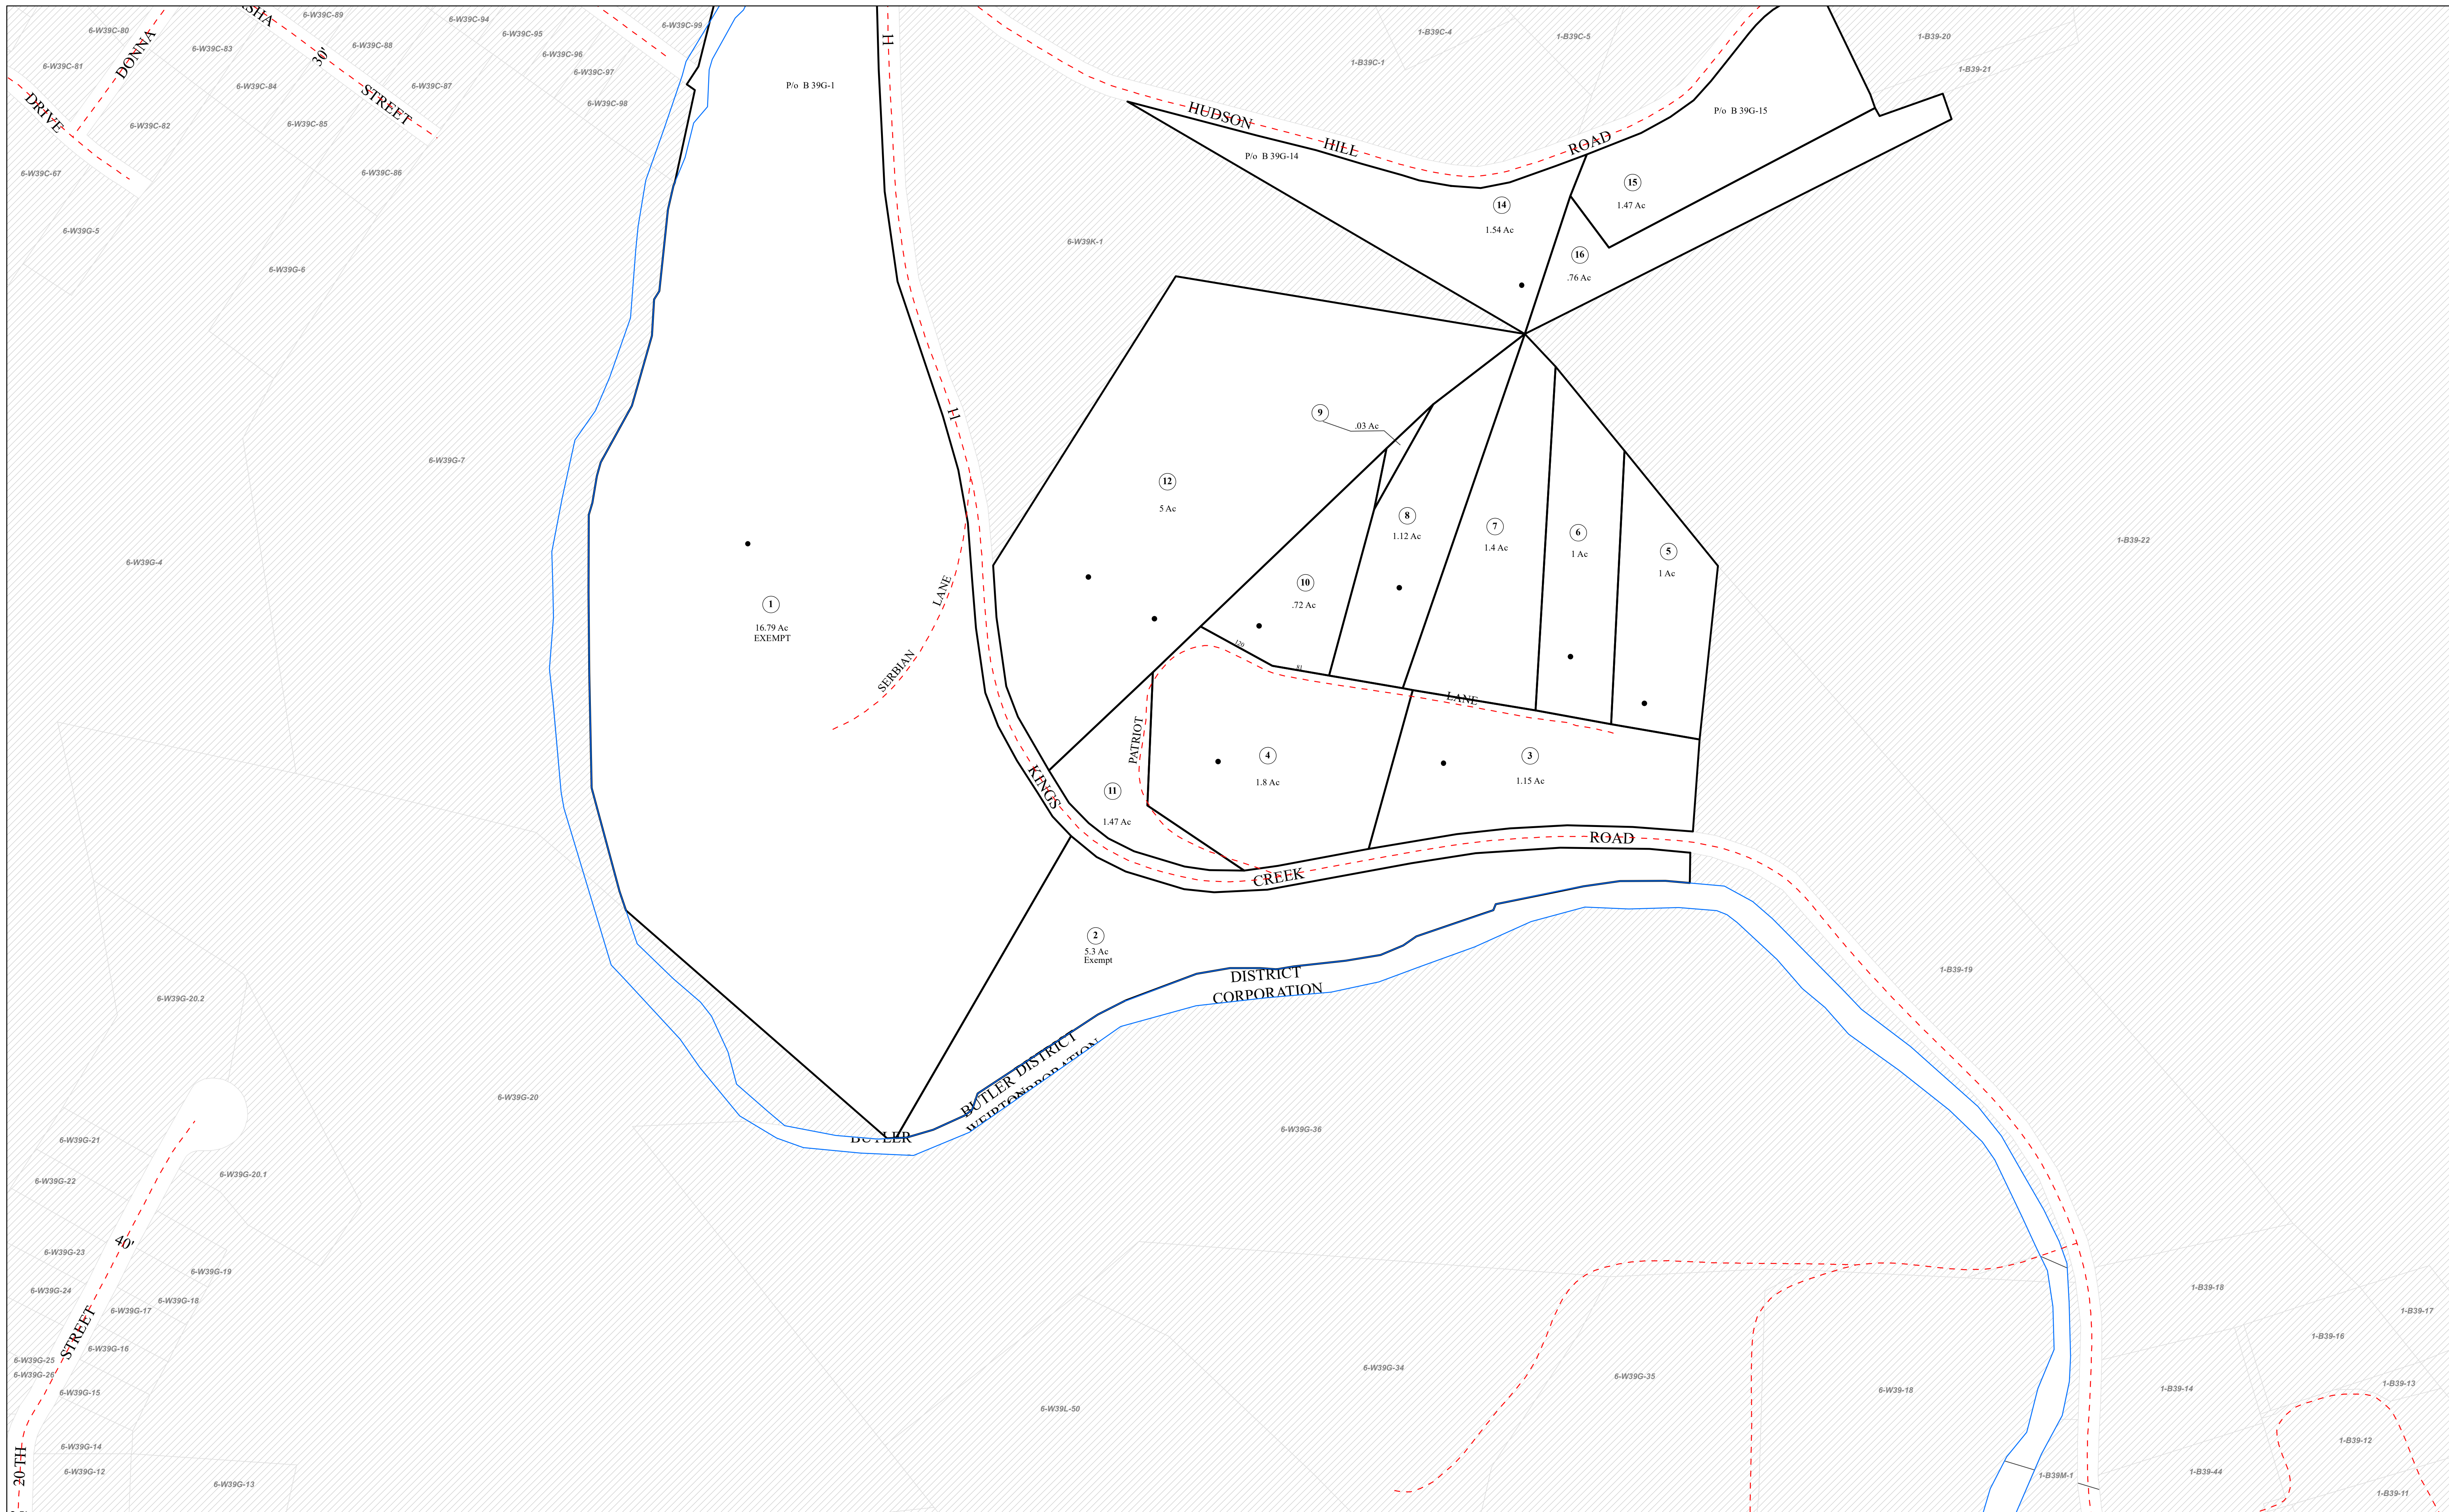 6-W39C-80
DONNA
6-W39C-81
DRIVE
6-W39C-82
6-W39C-83
6-W39C-84
6-W39C-89
30'
6-W39C-88
STREET
6-W39C-87
6-W39C-85
6-W39C-86
6-W39C-94
6-W39C-95
6-W39C-96
6-W39C-97
6-W39C-98
6-W39C-99
6-W39C-67
6-W39G-5
6-W39G-6
6-W39G-7
6-W39G-4
P/o B 39G-1
H
H
1-B39C-4
1-B39C-1
1-B39C-5
1-B39-20
1-B39-21
HUDSON
HILL
ROAD
P/o B 39G-15
P/o B 39G-14
15
1.47 Ac
14
1.54 Ac
16
.76 Ac
6-W39K-1
9
.03 Ac
12
5 Ac
8
1.12 Ac
7
1.4 Ac
6
1 Ac
5
1 Ac
1-B39-22
10
.72 Ac
1
16.79 Ac
EXEMPT
SERBIAN
LANE
120
81
LANE
PATRIOT
4
1.8 Ac
3
1.15 Ac
11
1.47 Ac
KINGS
CREEK
ROAD
2
5.3 Ac
Exempt
DISTRICT
CORPORATION
BUTLER DISTRICT
BUTLER
1-B39-19
6-W39G-20.2
6-W39G-20
6-W39G-21
6-W39G-22
6-W39G-20.1
6-W39G-36
40'
6-W39G-23
6-W39G-19
6-W39G-24
6-W39G-18
6-W39G-17
STREET
6-W39G-16
6-W39G-25
6-W39G-26
6-W39G-15
6-W39G-14
6-W39G-12
6-W39G-13
20 TH
6-W39L-50
6-W39G-34
6-W39G-35
6-W39-18
1-B39-18
1-B39-17
1-B39-16
1-B39-14
1-B39-13
1-B39-12
1-B39-44
1-B39M-1
1-B39-11